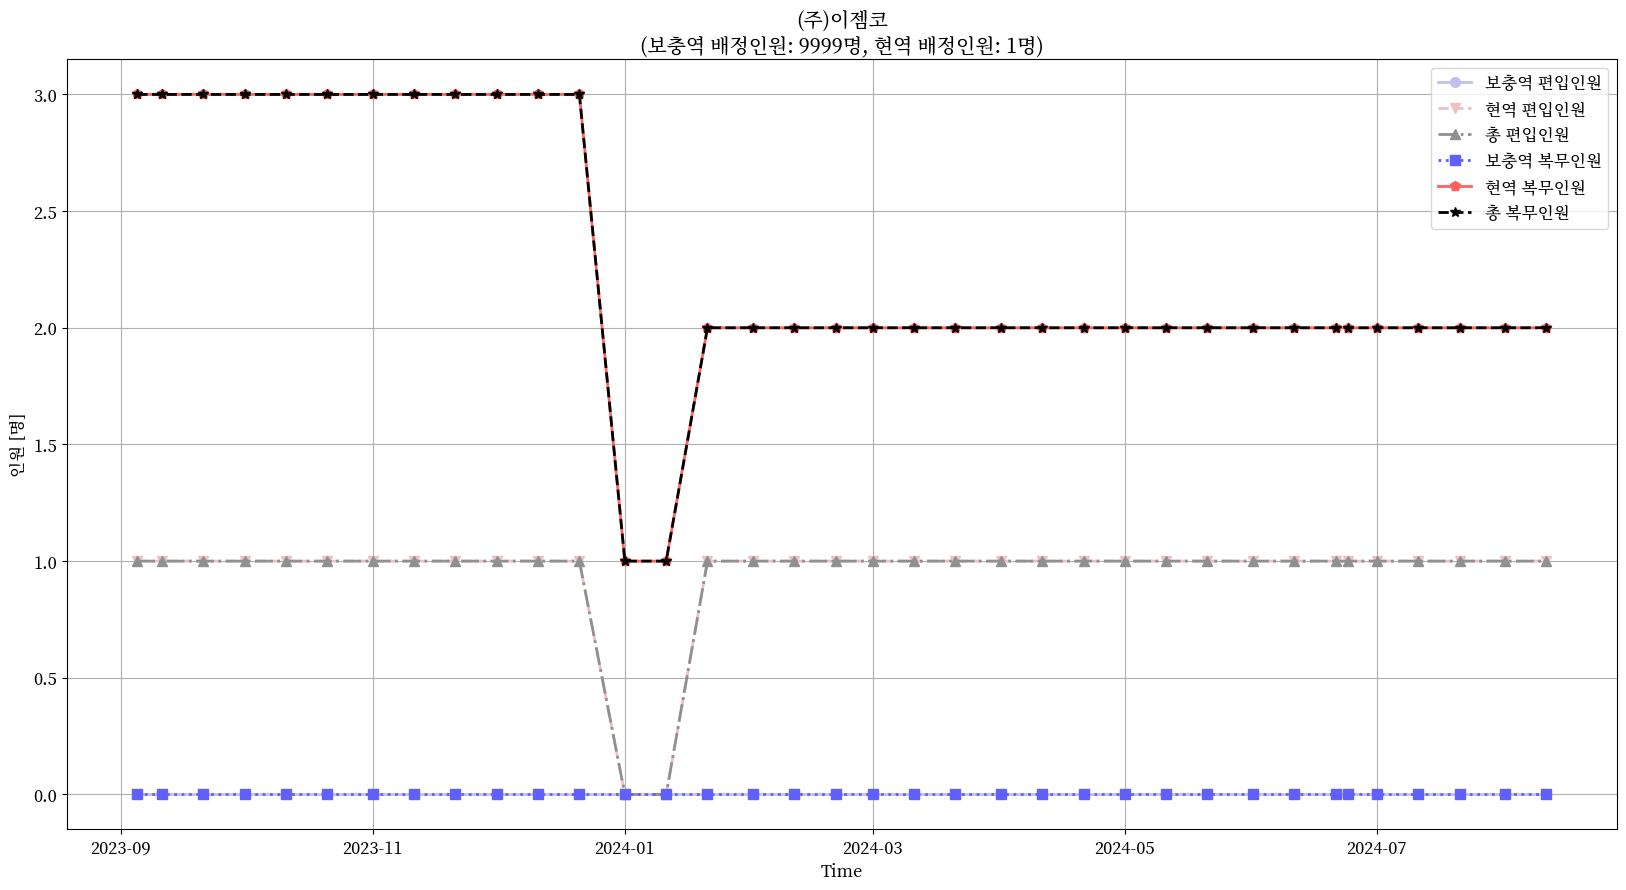 (주)이젬코
(보충역 배정인원: 9999명, 현역 배정인원: 1명)
보충역 편입인원
현역 편입인원
총 편입인원
보충역 복무인원
현역 복무인원
총 복무인원
인원 [명]
3.0
2.5
2.0
1.5
1.0
0.5
0.0
2023-09 2023-11 2024-01 2024-03 2024-05 2024-07
Time